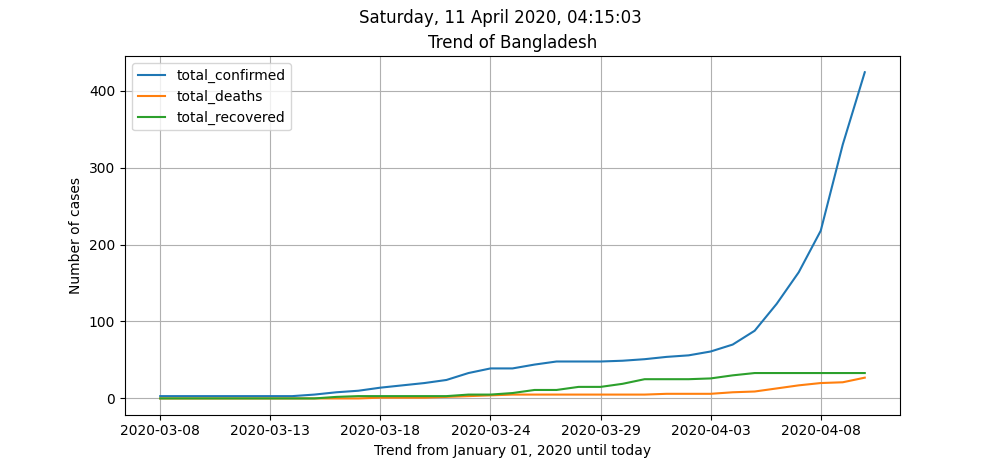 Saturday, 11 April 2020, 04:15:03
Trend of Bangladesh
total_confirmed
total_deaths
total_recovered
Number of cases
400
300
200
100
0
2020-03-08 2020-03-13 2020-03-18 2020-03-24 2020-03-29 2020-04-03 2020-04-08
Trend from January 01, 2020 until today